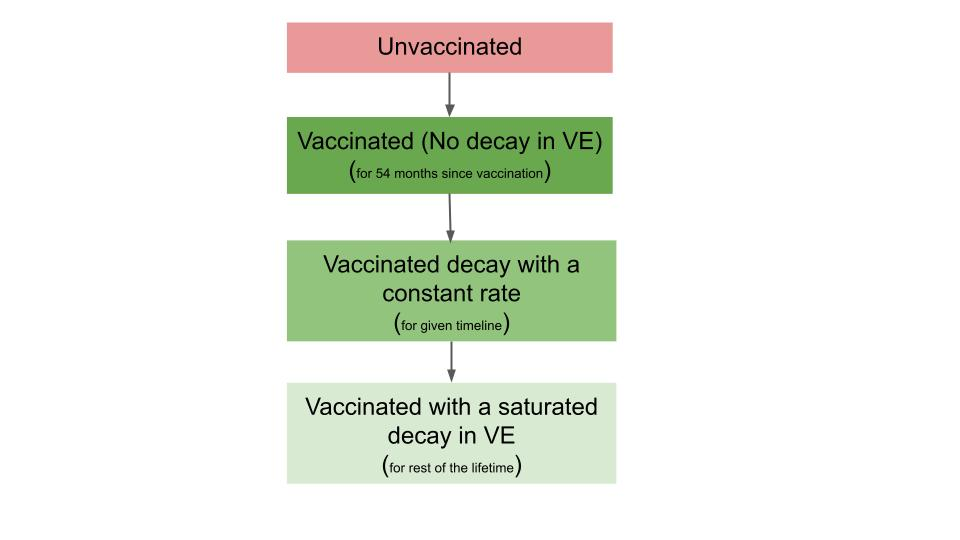 Unvaccinated
Vaccinated (No decay in VE)
(for 54 months since vaccination)
Vaccinated decay with a
constant rate
(for given timeline)
Vaccinated with a saturated
decay in VE
(for rest of the lifetime)